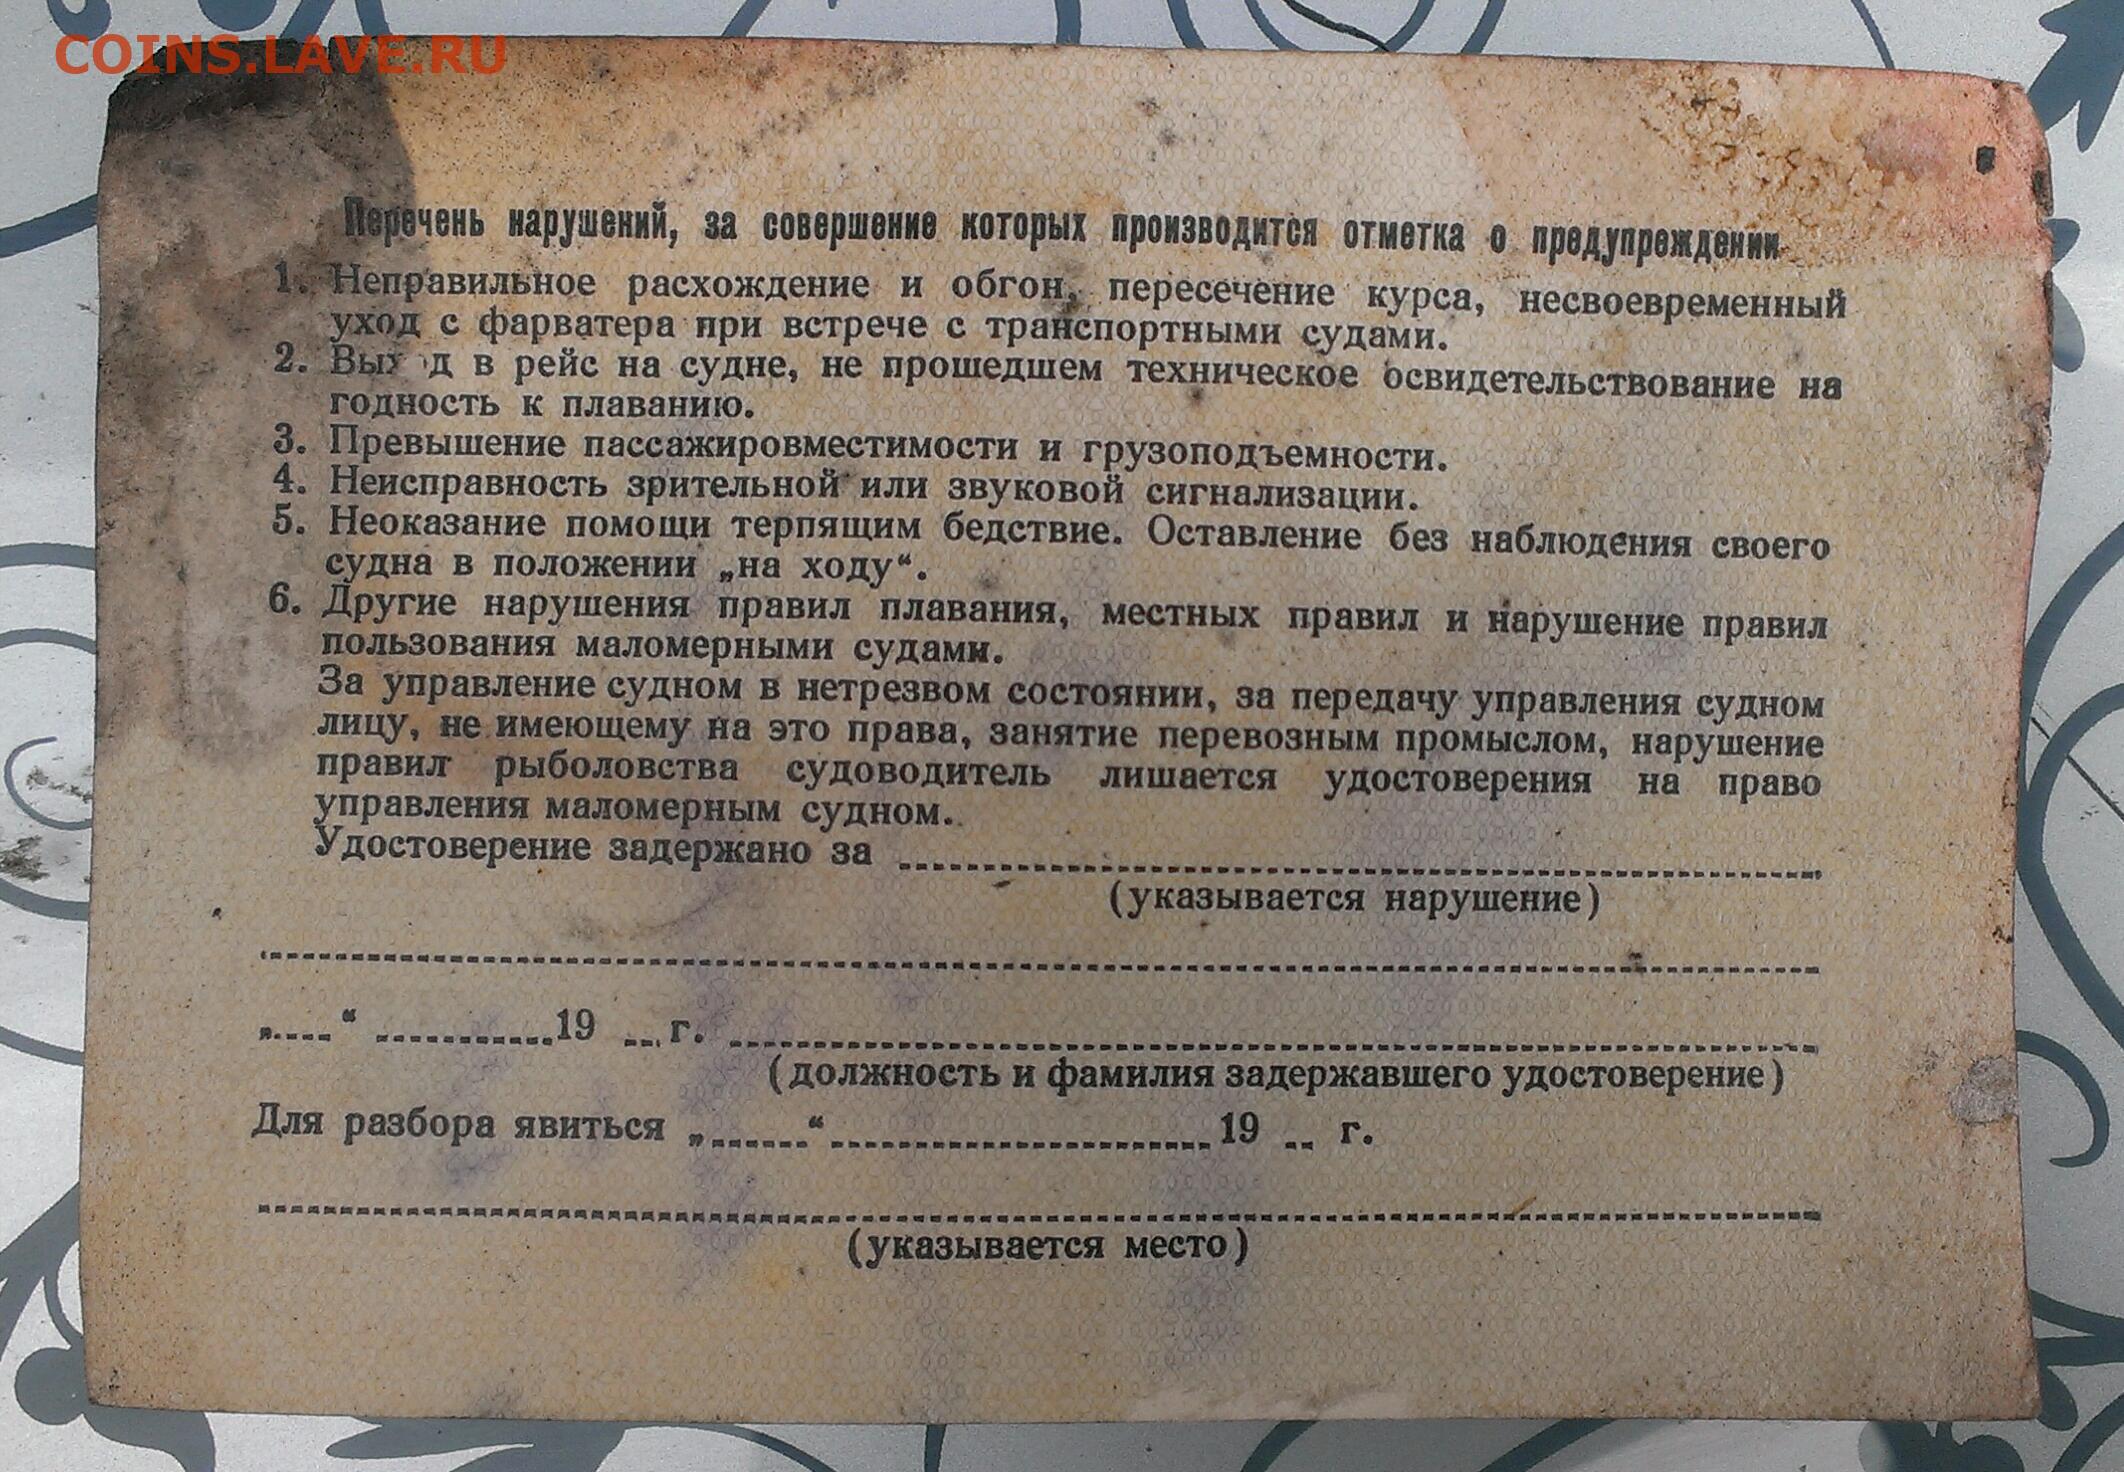 COINS.LAVE.RU
Перечень нарушений, за совершение которых производится отметка о предупреждении
1. Неправильное расхождение и обгон, пересечение курса, несвоевременный
уход с фарватера при встрече с транспортными судами.
2. Выход в рейс на судне, не прошедшем техническое освидетельствование на
годность к плаванию.
3. Превышение пассажировместимости и грузоподъемности.
4. Неисправность зрительной или звуковой сигнализации.
5. Неоказание помощи терпящим бедствие. Оставление без наблюдения своего
судна в положении „на ходу“.
6. Другие нарушения правил плавания, местных правил и нарушение правил
пользования маломерными судами.
За управление судном в нетрезвом состоянии, за передачу управления судном
лицу, не имеющему на это права, занятие перевозным промыслом, нарушение
правил рыболовства судоводитель лишается удостоверения на право
управления маломерным судном.
Удостоверение задержано за
(указывается нарушение)
„.....“ ............19 ... г.
(должность и фамилия задержавшего удостоверение)
Для разбора явиться „.......“........................19 .. г.
(указывается место)